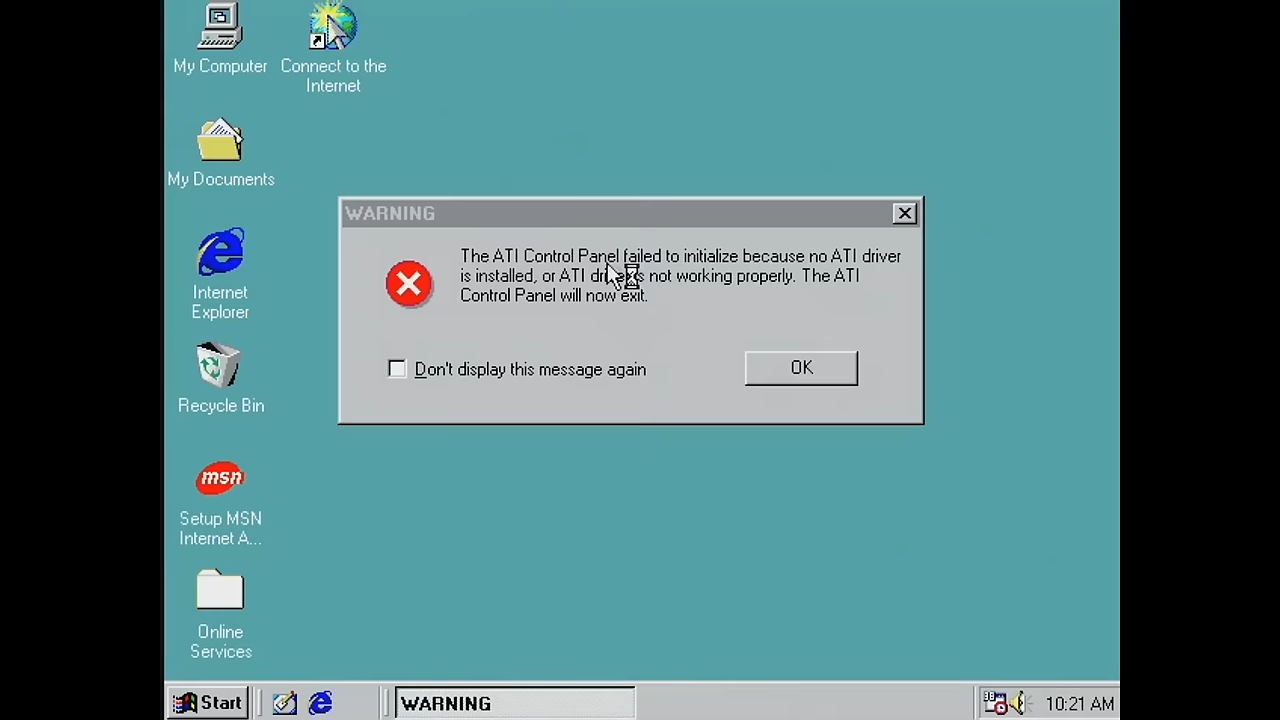 My Computer
Connect to the
Internet
My Documents
Internet
Explorer
Recycle Bin
msn
Setup MSN
Internet A...
Online
Services
WARNING
The ATI Control Panel failed to initialize because no ATI driver
is installed, or ATI is not working properly. The ATI
Control Panel will now exit.
Don't display this message again
OK
Start
WARNING
10:21 AM